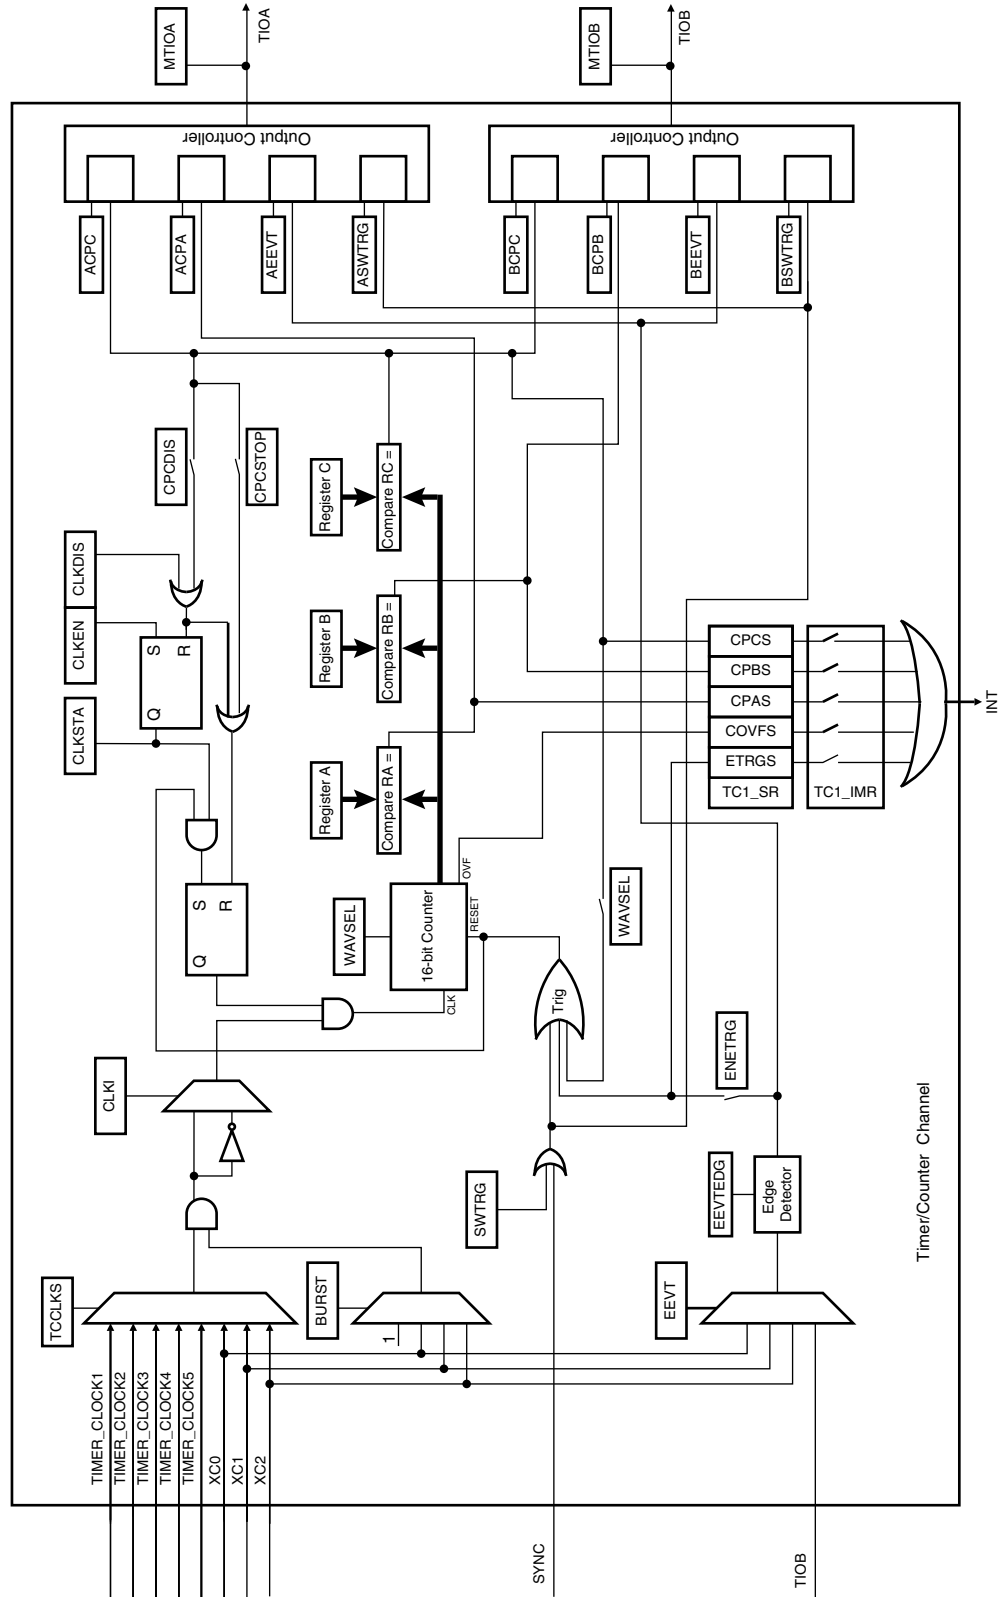 MTIOA
TIOA
MTIOB
TIOB
Output Controller
Output Controller
ACPC
ACPA
AEEVT
ASWTRG
BCPC
BCPB
BEEVT
BSWTRG
CPCDIS
CPCSTOP
CLKDIS
CLKEN
CLKSTA
Register C
Compare RC =
Register B
Compare RB =
Register A
Compare RA =
S
R
Q
S
R
Q
CPCS
CPBS
CPAS
COVFS
ETRGS
TC1_SR
TC1_IMR
INT
WAVSEL
16-bit Counter
OVF
RESET
CLK
WAVSEL
Trig
ENETRG
CLKI
SWTRG
EEVTEDG
Edge
Detector
Timer/Counter Channel
TCCLKS
BURST
1
EEVT
TIMER_CLOCK1
TIMER_CLOCK2
TIMER_CLOCK3
TIMER_CLOCK4
TIMER_CLOCK5
XC0
XC1
XC2
SYNC
TIOB